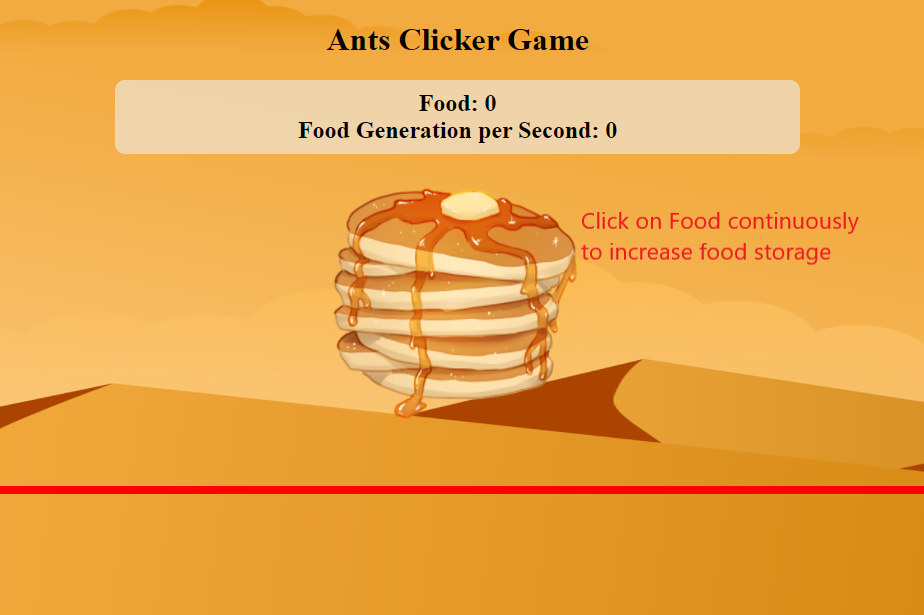 Ants Clicker Game
Food: 0
Food Generation per Second: 0
Click on Food continuously
to increase food storage